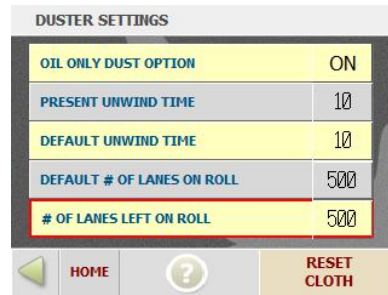 DUSTER SETTINGS
OIL ONLY DUST OPTION ON
PRESENT UNWIND TIME 10
DEFAULT UNWIND TIME 10
DEFAULT # OF LANES ON ROLL 500
# OF LANES LEFT ON ROLL 500
HOME ? RESET
CLOTH